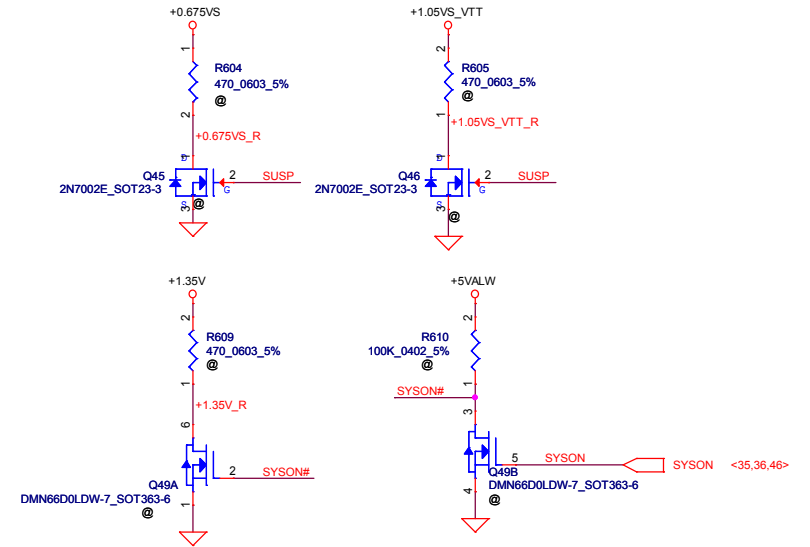 +0.675VS
1
R604
470_0603_5%
@
2
+0.675VS_R
1
D
Q45
2N7002E_SOT23-3
2
SUSP
G
S
3
@
+1.05VS_VTT
2
R605
470_0603_5%
@
1
+1.05VS_VTT_R
1
D
Q46
2N7002E_SOT23-3
2
SUSP
G
S
3
@
+1.35V
2
R609
470_0603_5%
@
1
+1.35V_R
6
2
SYSON#
Q49A
DMN66D0LDW-7_SOT363-6
@
1
+5VALW
2
R610
100K_0402_5%
@
1
SYSON#
3
5
SYSON
SYSON <35,36,46>
Q49B
DMN66D0LDW-7_SOT363-6
4
@